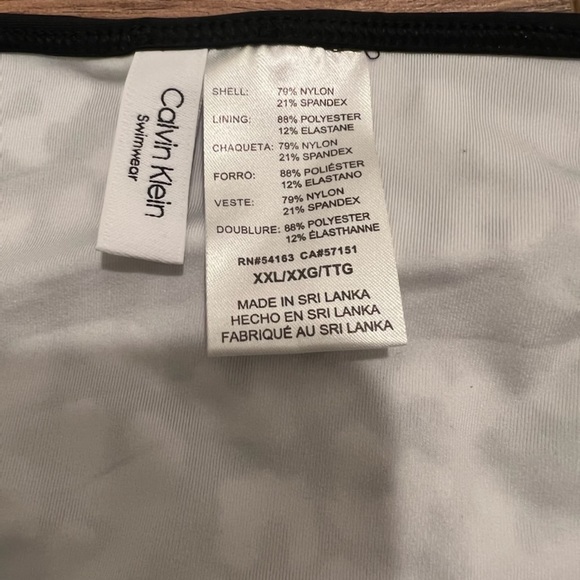 Calvin Klein
Swimwear
SHELL: 79% NYLON
21% SPANDEX
LINING: 88% POLYESTER
12% ELASTANE
CHAQUETA: 79% NYLON
21% SPANDEX
FORRO: 88% POLIÉSTER
12% ELASTANO
VESTE: 79% NYLON
21% SPANDEX
DOUBLURE: 88% POLYESTER
12% ÉLASTHANNE
RN#54163 CA#57151
XXL/XXG/TTG
MADE IN SRI LANKA
HECHO EN SRI LANKA
FABRIQUÉ AU SRI LANKA